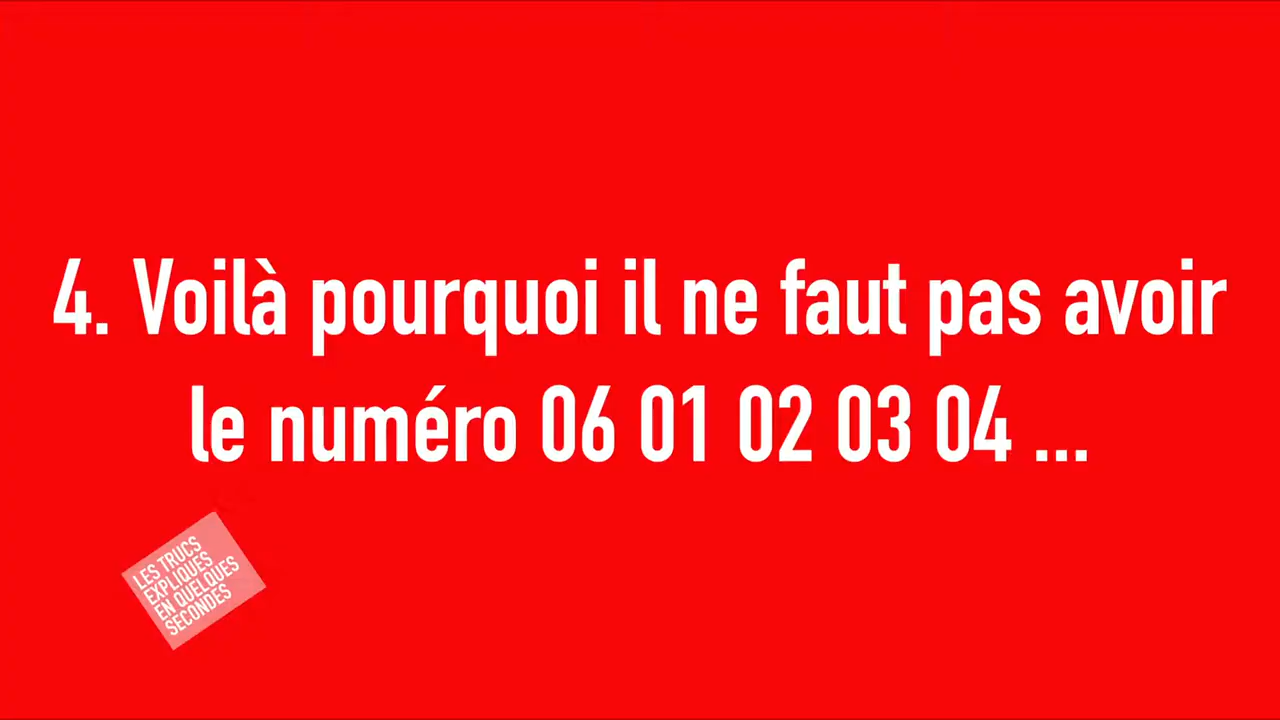 4. Voilà pourquoi il ne faut pas avoir
le numéro 06 01 02 03 04 ...
LES TRUCS
EXPLIQUÉS
EN QUELQUES
SECONDES